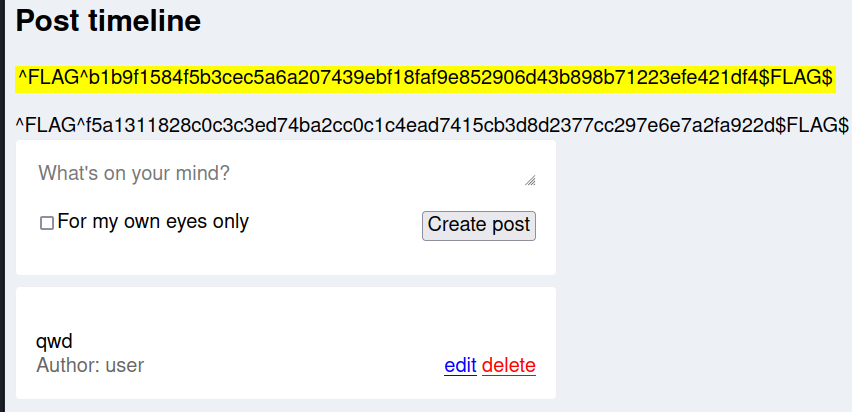 Post timeline
^FLAG^b1b9f1584f5b3cec5a6a207439ebf18faf9e852906d43b898b71223efe421df4$FLAG$
^FLAG^f5a1311828c0c3c3ed74ba2cc0c1c4ead7415cb3d8d2377cc297e6e7a2fa922d$FLAG$
What's on your mind?
For my own eyes only Create post
qwd
Author: user edit delete